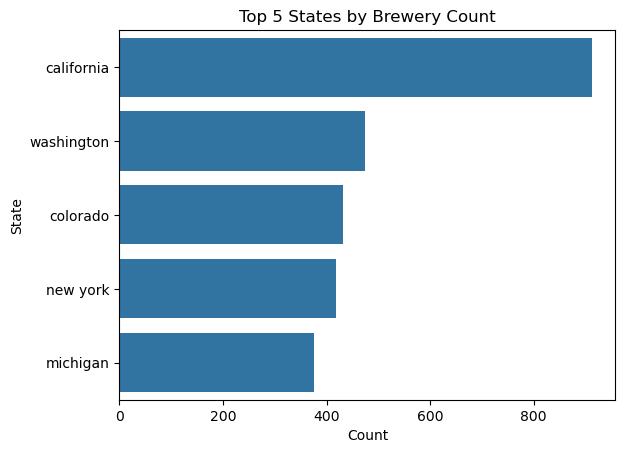 Top 5 States by Brewery Count
State
california
washington
colorado
new york
michigan
0 200 400 600 800
Count